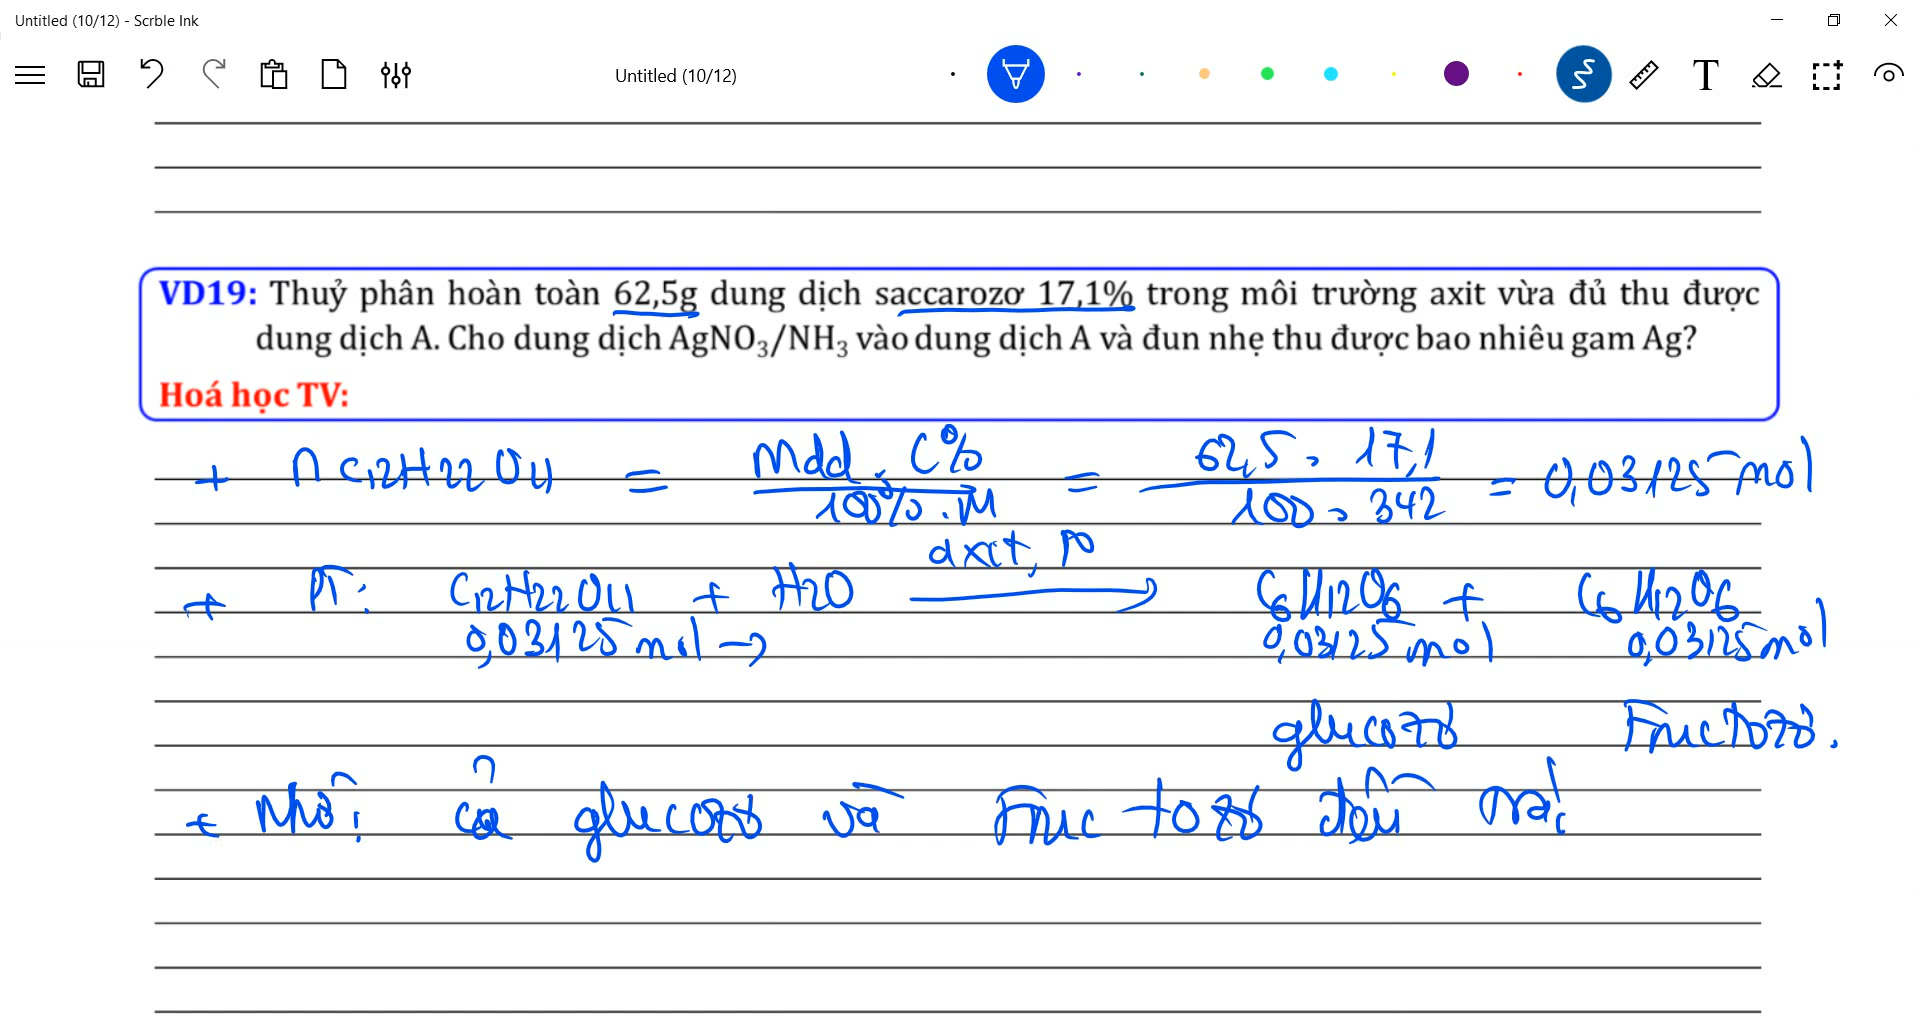 Untitled (10/12) - Scrble Ink
Untitled (10/12)
VD19: Thuỷ phân hoàn toàn 62,5g dung dịch saccarozơ 17,1% trong môi trường axit vừa đủ thu được
dung dịch A. Cho dung dịch AgNO₃/NH₃ vào dung dịch A và đun nhẹ thu được bao nhiêu gam Ag?
Hoá học TV:
+ n C12H22O11 = mdd . C% / 100% . M = 62,5 . 17,1 / 100 . 342 = 0,03125 mol
+ PT: C12H22O11 + H2O axit, t° → C6H12O6 + C6H12O6
0,03125 mol → 0,03125 mol 0,03125 mol
glucozơ Fructozơ.
+ Nhớ: cả glucozơ và Fructozơ đều